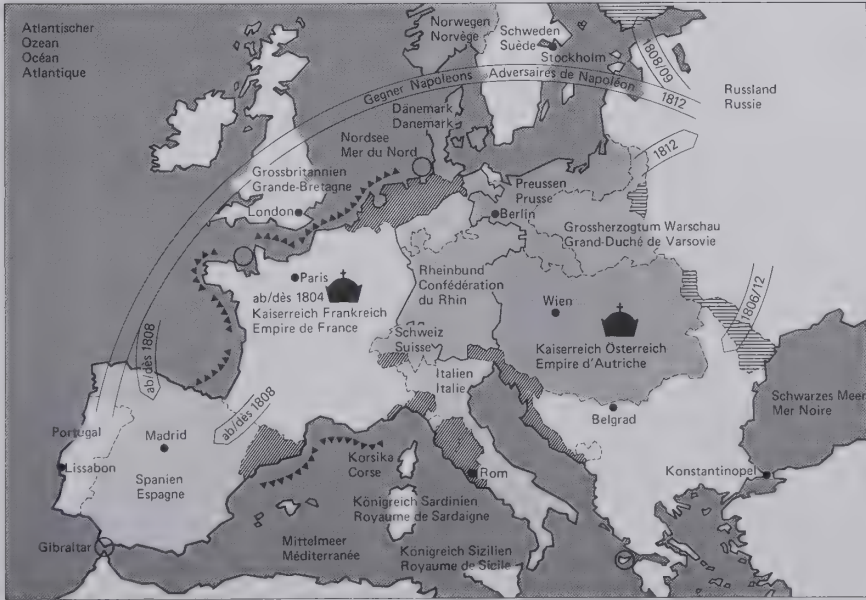 Atlantischer
Ozean
Océan
Atlantique
Norwegen
Norvège
Schweden
Suède
Stockholm
1808/09
Gegner Napoleons
Adversaires de Napoléon
1812
Russland
Russie
Dänemark
Danemark
Nordsee
Mer du Nord
1812
Grossbritannien
Grande-Bretagne
London
Preussen
Prusse
Berlin
Grossherzogtum Warschau
Grand-Duché de Varsovie
Paris
ab/dès 1804
Kaiserreich Frankreich
Empire de France
Rheinbund
Confédération
du Rhin
Wien
Kaiserreich Österreich
Empire d'Autriche
1806/12
Schweiz
Suisse
Italien
Italie
ab/dès 1808
ab/dès 1808
Schwarzes Meer
Mer Noire
Belgrad
Portugal
Madrid
Lissabon
Spanien
Espagne
Korsika
Corse
Rom
Konstantinopel
Königreich Sardinien
Royaume de Sardaigne
Gibraltar
Mittelmeer
Méditerranée
Königreich Sizilien
Royaume de Sicile